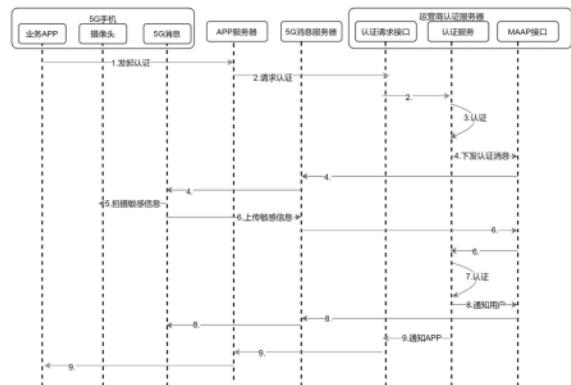 5G手机
运营商认证服务器
业务APP
摄像头
5G消息
APP服务器
5G消息服务器
认证请求接口
认证服务
MAAP接口
1.发起认证
2.请求认证
2.
3.认证
4.下发认证消息
4.
4.
5.拍摄敏感信息
6.上传敏感信息
6.
6.
7.认证
8.通知用户
8.
8.
9.通知APP
9.
9.